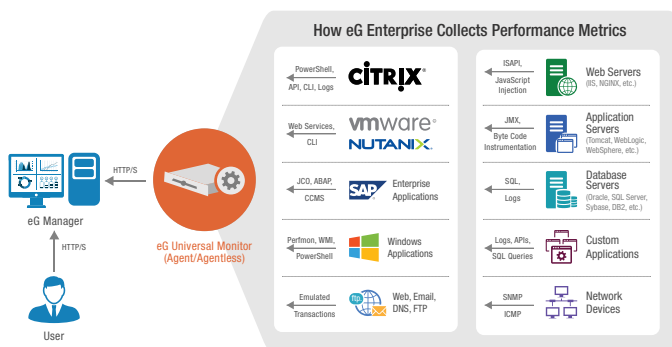 How eG Enterprise Collects Performance Metrics
PowerShell,
API, CLI, Logs
CİTRIX®
Web Services,
CLI
vmware®
NUTANIX.
JCO, ABAP,
CCMS
SAP
Enterprise
Applications
Perfmon, WMI,
PowerShell
Windows
Applications
Emulated
Transactions
ftp
Web, Email,
DNS, FTP
ISAPI,
JavaScript
Injection
Web Servers
(IIS, NGINX, etc.)
JMX,
Byte Code
Instrumentation
Application
Servers
(Tomcat, WebLogic,
WebSphere, etc.)
SQL,
Logs
Database
Servers
(Oracle, SQL Server,
Sybase, DB2, etc.)
Logs, APIs,
SQL Queries
Custom
Applications
SNMP
ICMP
Network
Devices
HTTP/S
eG Manager
eG Universal Monitor
(Agent/Agentless)
HTTP/S
User